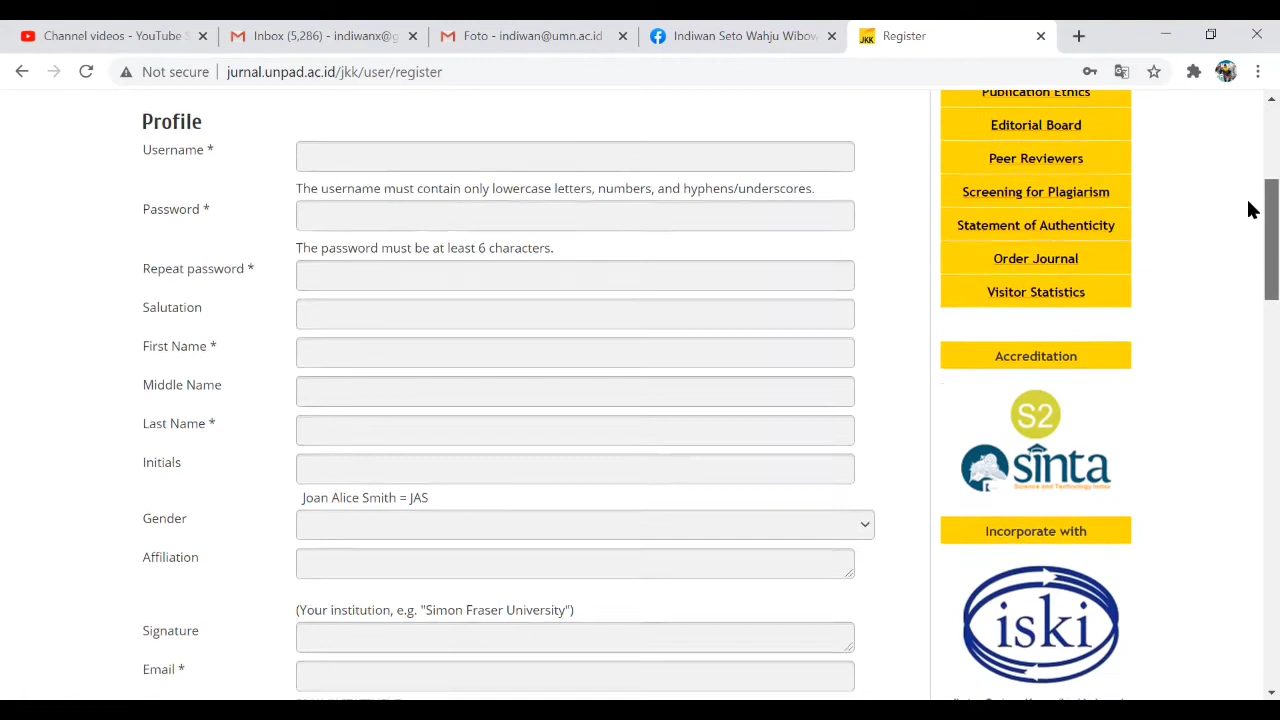 Channel videos - YouTube S
Inbox (5,286) - indiwanx@g
Foto - indiwan@umn.ac.id
Indiwan Seto Wahju Wibow
JKK
Register
Not secure
jurnal.unpad.ac.id/jkk/user/register
Profile
Username *
The username must contain only lowercase letters, numbers, and hyphens/underscores.
Password *
The password must be at least 6 characters.
Repeat password *
Salutation
First Name *
Middle Name
Last Name *
Initials
Joan Alice Smith = JAS
Gender
Affiliation
(Your institution, e.g. "Simon Fraser University")
Signature
Email *
Publication Ethics
Editorial Board
Peer Reviewers
Screening for Plagiarism
Statement of Authenticity
Order Journal
Visitor Statistics
Accreditation
S2
sinta
Science and Technology Index
Incorporate with
iski